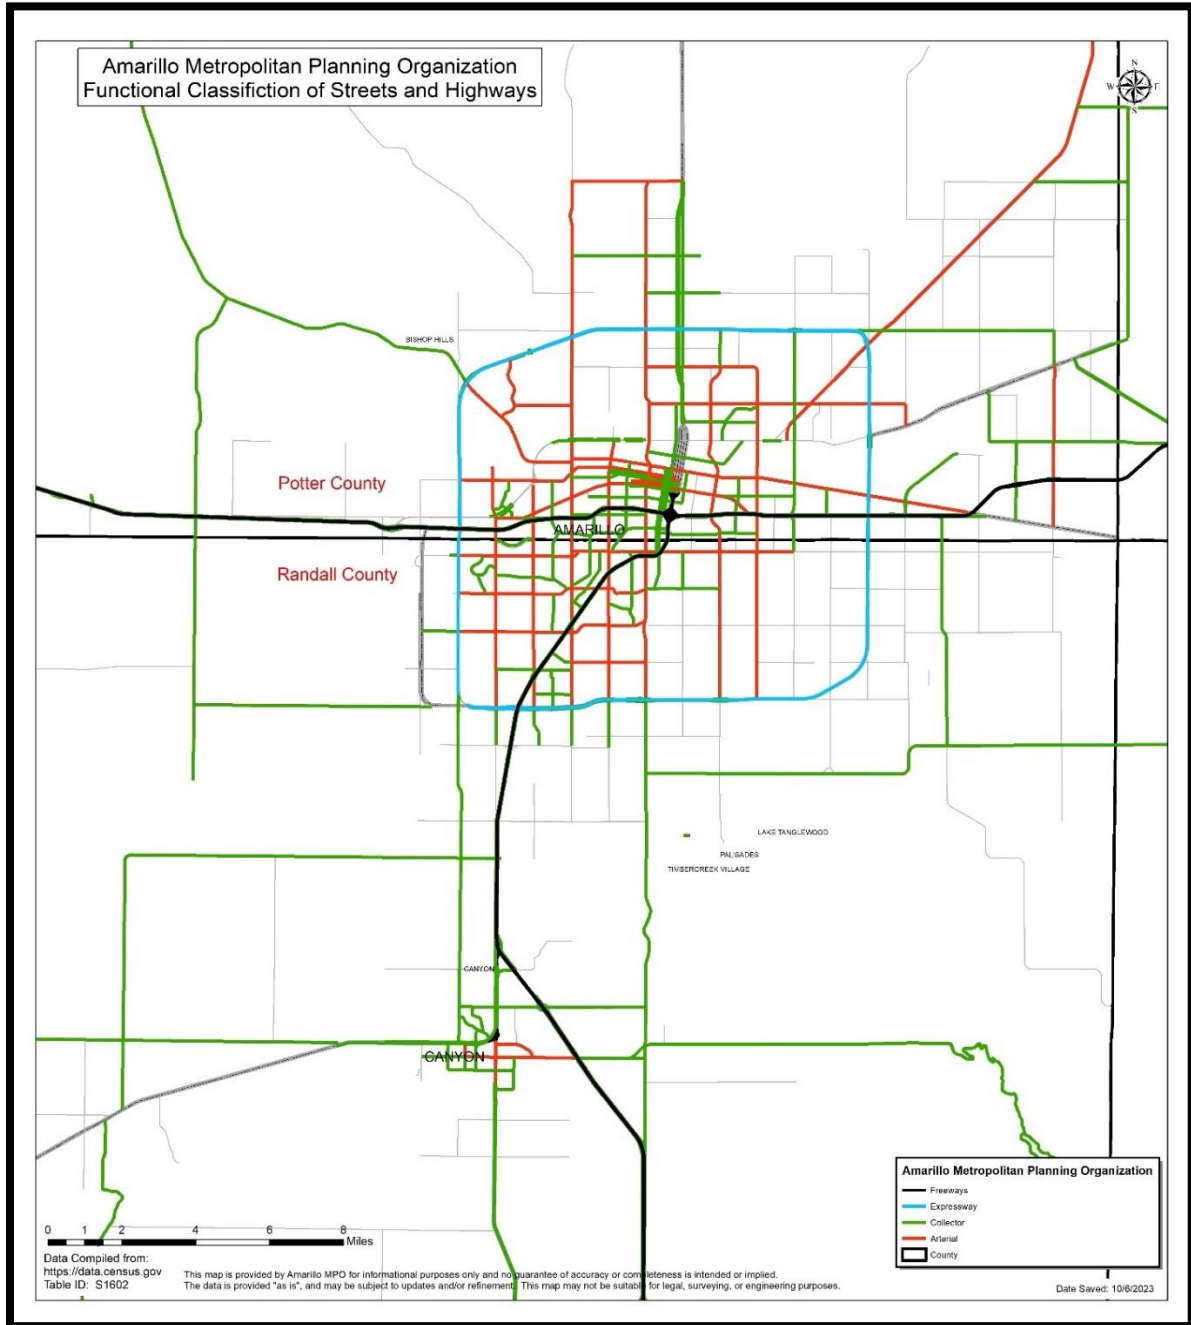 Amarillo Metropolitan Planning Organization
Functional Classifiction of Streets and Highways
N
W
E
S
BISHOP HILLS
Potter County
AMARILLO
Randall County
LAKE TANGLEWOOD
PALISADES
TIMBERCREEK VILLAGE
CANYON
CANYON
Amarillo Metropolitan Planning Organization
Freeways
Expressway
Collector
Arterial
County
0 1 2 4 6 8
Miles
Data Compiled from:
https://data.census.gov
Table ID: S1602
This map is provided by Amarillo MPO for informational purposes only and no guarantee of accuracy or completeness is intended or implied.
The data is provided "as is", and may be subject to updates and/or refinement. This map may not be suitable for legal, surveying, or engineering purposes.
Date Saved: 10/6/2023